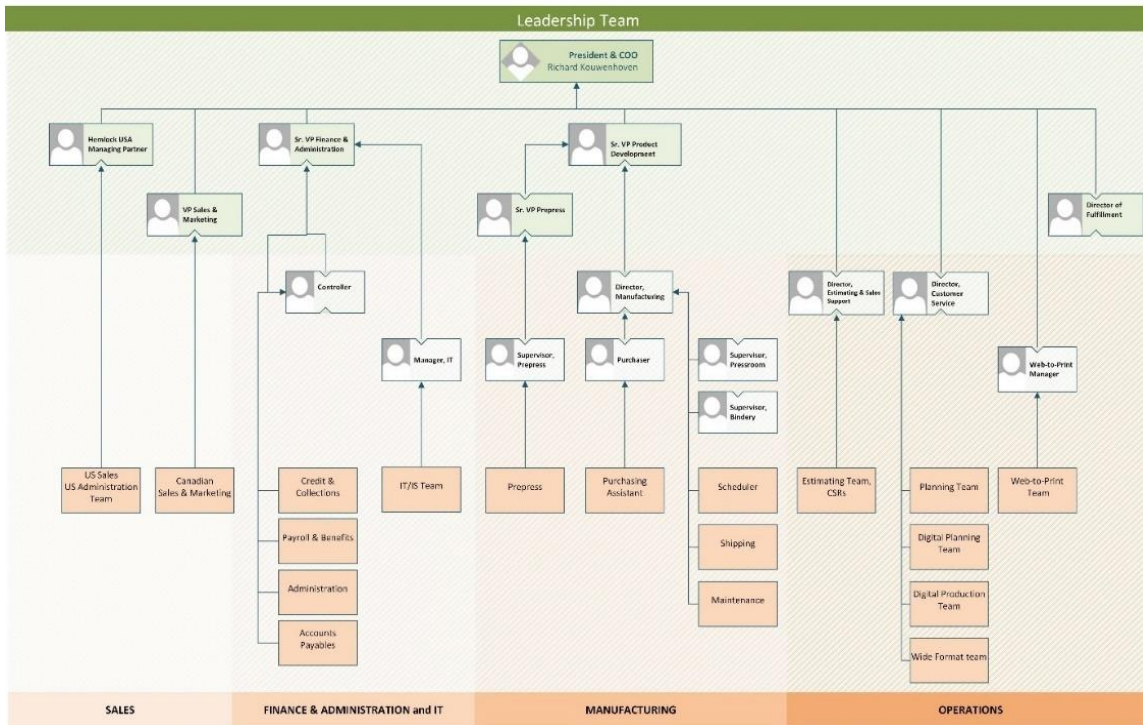 Leadership Team
President & COO
Richard Kouwenhoven
Hemlock USA
Managing Partner
Sr. VP Finance &
Administration
Sr. VP Product
Development
VP Sales &
Marketing
Sr. VP Prepress
Director of
Fulfillment
Controller
Director,
Manufacturing
Director,
Estimating & Sales
Support
Director,
Customer
Service
Manager, IT
Supervisor,
Prepress
Purchaser
Supervisor,
Pressroom
Web-to-Print
Manager
Supervisor,
Bindery
US Sales
US Administration
Team
Canadian
Sales & Marketing
Credit &
Collections
IT/IS Team
Prepress
Purchasing
Assistant
Scheduler
Estimating Team,
CSRs
Planning Team
Web-to-Print
Team
Payroll & Benefits
Shipping
Digital Planning
Team
Administration
Maintenance
Digital Production
Team
Accounts
Payables
Wide Format team
SALES
FINANCE & ADMINISTRATION and IT
MANUFACTURING
OPERATIONS